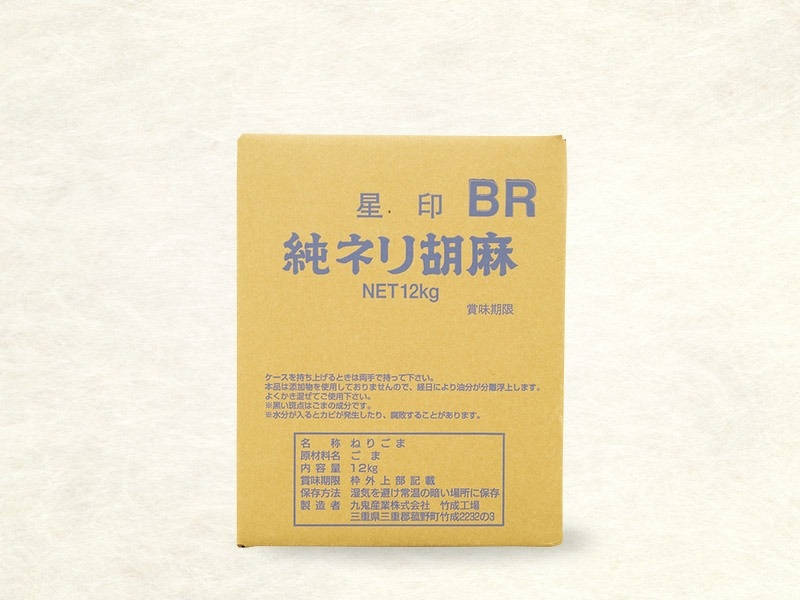 星印 BR
純ネリ胡麻
NET12kg
賞味期限
ケースを持ち上げるときは両手で持って下さい。
本品は添加物を使用しておりませんので、経日により油分が分離浮上します。
よくかき混ぜてご使用下さい。
※黒い斑点はごまの成分です。
※水分が入るとカビが発生したり、腐敗することがあります。
名称 ねりごま
原材料名 ごま
内容量 12kg
賞味期限 枠外上部記載
保存方法 湿気を避け常温の暗い場所に保存
製造者 九鬼産業株式会社 竹成工場
三重県三重郡菰野町竹成2232の3